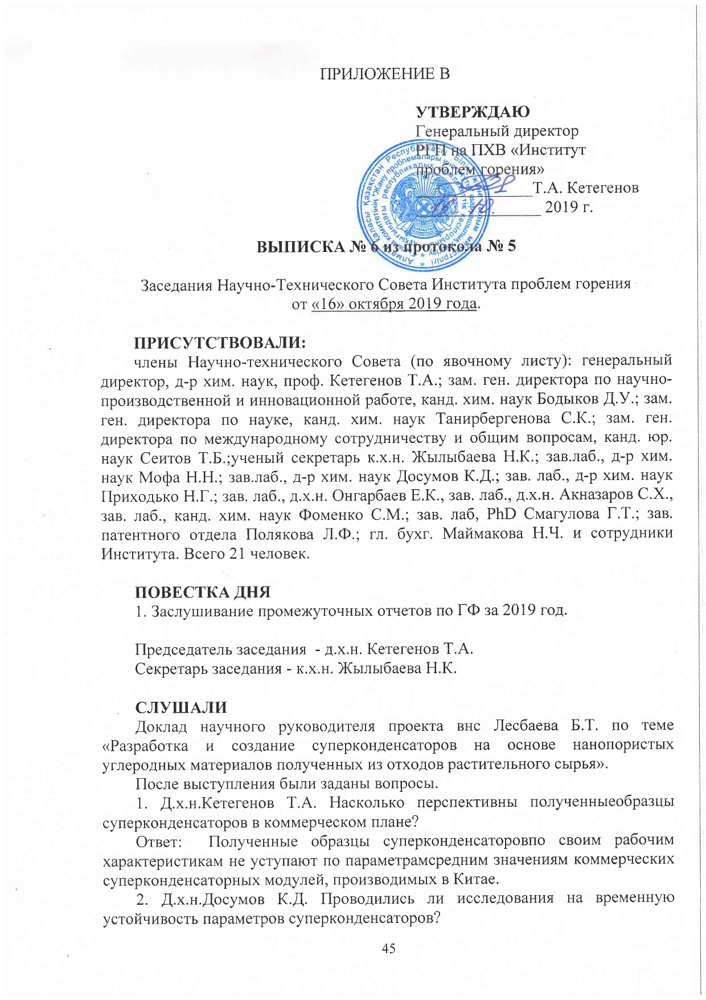 ПРИЛОЖЕНИЕ В
УТВЕРЖДАЮ
Генеральный директор
РГП на ПХВ «Институт
проблем горения»
Т.А. Кетегенов
16 10. 2019 г.
ВЫПИСКА № 6 из протокола № 5
Заседания Научно-Технического Совета Института проблем горения
от «16» октября 2019 года.
ПРИСУТСТВОВАЛИ:
члены Научно-технического Совета (по явочному листу): генеральный
директор, д-р хим. наук, проф. Кетегенов Т.А.; зам. ген. директора по научно-
производственной и инновационной работе, канд. хим. наук Бодыков Д.У.; зам.
ген. директора по науке, канд. хим. наук Танирбергенова С.К.; зам. ген.
директора по международному сотрудничеству и общим вопросам, канд. юр.
наук Сеитов Т.Б.;ученый секретарь к.х.н. Жылыбаева Н.К.; зав.лаб., д-р хим.
наук Мофа Н.Н.; зав.лаб., д-р хим. наук Досумов К.Д.; зав. лаб., д-р хим. наук
Приходько Н.Г.; зав. лаб., д.х.н. Онгарбаев Е.К., зав. лаб., д.х.н. Акназаров С.Х.,
зав. лаб., канд. хим. наук Фоменко С.М.; зав. лаб, PhD Смагулова Г.Т.; зав.
патентного отдела Полякова Л.Ф.; гл. бухг. Маймакова Н.Ч. и сотрудники
Института. Всего 21 человек.
ПОВЕСТКА ДНЯ
1. Заслушивание промежуточных отчетов по ГФ за 2019 год.
Председатель заседания - д.х.н. Кетегенов Т.А.
Секретарь заседания - к.х.н. Жылыбаева Н.К.
СЛУШАЛИ
Доклад научного руководителя проекта внс Лесбаева Б.Т. по теме
«Разработка и создание суперконденсаторов на основе нанопористых
углеродных материалов полученных из отходов растительного сырья».
После выступления были заданы вопросы.
1. Д.х.н.Кетегенов Т.А. Насколько перспективны полученныеобразцы
суперконденсаторов в коммерческом плане?
Ответ: Полученные образцы суперконденсаторовпо своим рабочим
характеристикам не уступают по параметрамсредним значениям коммерческих
суперконденсаторных модулей, производимых в Китае.
2. Д.х.н.Досумов К.Д. Проводились ли исследования на временную
устойчивость параметров суперконденсаторов?
45